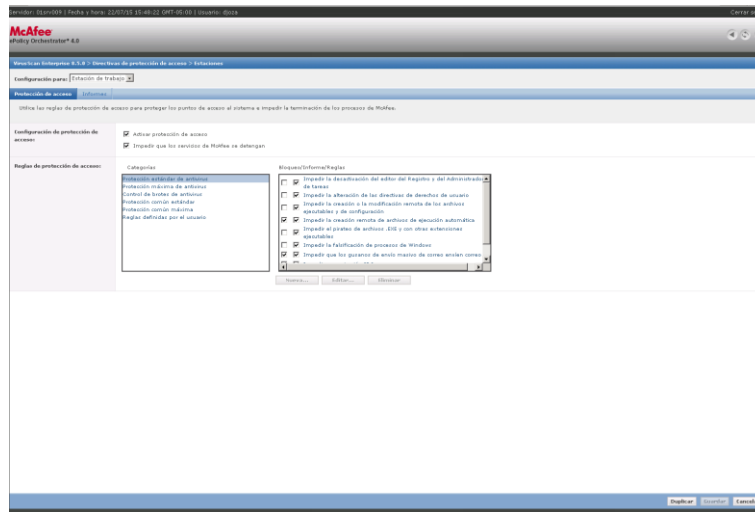 Servidor: 01srv009 | Fecha y hora: 22/07/15 15:40:22 GMT-05:00 | Usuario: djoza
Cerrar se
McAfee
ePolicy Orchestrator® 4.0
VirusScan Enterprise 8.5.0 > Directivas de protección de acceso > Estaciones
Configuración para: Estación de trabajo
Protección de acceso Informes
Utilice las reglas de protección de acceso para proteger los puntos de acceso al sistema e impedir la terminación de los procesos de McAfee.
Configuración de protección de
acceso:
Activar protección de acceso
Impedir que los servicios de McAfee se detengan
Reglas de protección de acceso:
Categorías
Protección estándar de antivirus
Protección máxima de antivirus
Control de brotes de antivirus
Protección común estándar
Protección común máxima
Reglas definidas por el usuario
Bloqueo/Informe/Reglas
Impedir la desactivación del editor del Registro y del Administrador
de tareas
Impedir la alteración de las directivas de derechos de usuario
Impedir la creación o la modificación remota de los archivos
ejecutables y de configuración
Impedir la creación remota de archivos de ejecución automática
Impedir el pirateo de archivos .EXE y con otras extensiones
ejecutables
Impedir la falsificación de procesos de Windows
Impedir que los gusanos de envío masivo de correo envíen correo
Nueva... Editar... Eliminar
Duplicar Guardar Cancela